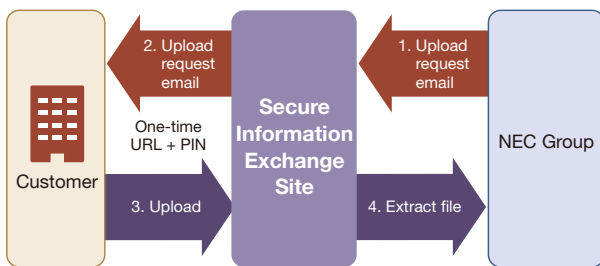 2. Upload
request
email
1. Upload
request
email
Secure
Information
Exchange
Site
One-time
URL + PIN
NEC Group
Customer
3. Upload
4. Extract file